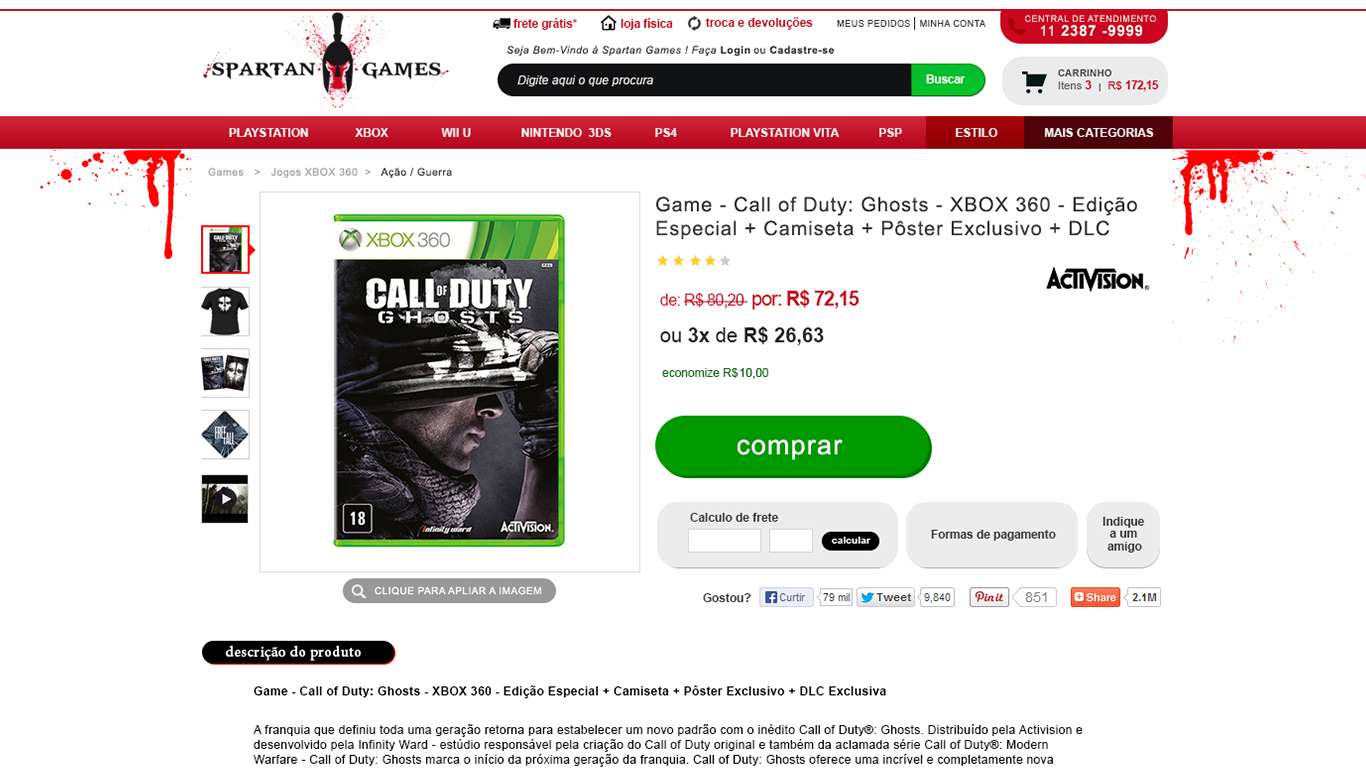 frete grátis*
loja física
troca e devoluções
MEUS PEDIDOS | MINHA CONTA
CENTRAL DE ATENDIMENTO
11 2387 -9999
Seja Bem-Vindo à Spartan Games ! Faça Login ou Cadastre-se
SPARTAN GAMES
Digite aqui o que procura
Buscar
CARRINHO
Itens 3 | R$ 172,15
PLAYSTATION XBOX WII U NINTENDO 3DS PS4 PLAYSTATION VITA PSP ESTILO MAIS CATEGORIAS
Games > Jogos XBOX 360 > Ação / Guerra
Game - Call of Duty: Ghosts - XBOX 360 - Edição
Especial + Camiseta + Pôster Exclusivo + DLC
ACTIVISION®
de: R$ 80,20 por: R$ 72,15
ou 3x de R$ 26,63
economize R$10,00
comprar
XBOX 360
CALL OF DUTY
GHOSTS
18
Infinity Ward
ACTIVISION
CALL OF DUTY
FREE FALL
Calculo de frete
calcular
Formas de pagamento
Indique
a um
amigo
CLIQUE PARA APLIAR A IMAGEM
Gostou? Curtir 79 mil Tweet 9,840 Pin it 851 Share 2.1M
descrição do produto
Game - Call of Duty: Ghosts - XBOX 360 - Edição Especial + Camiseta + Pôster Exclusivo + DLC Exclusiva
A franquia que definiu toda uma geração retorna para estabelecer um novo padrão com o inédito Call of Duty®: Ghosts. Distribuído pela Activision e
desenvolvido pela Infinity Ward - estúdio responsável pela criação do Call of Duty original e também da aclamada série Call of Duty®: Modern
Warfare - Call of Duty: Ghosts marca o início da próxima geração da franquia. Call of Duty: Ghosts oferece uma incrível e completamente nova